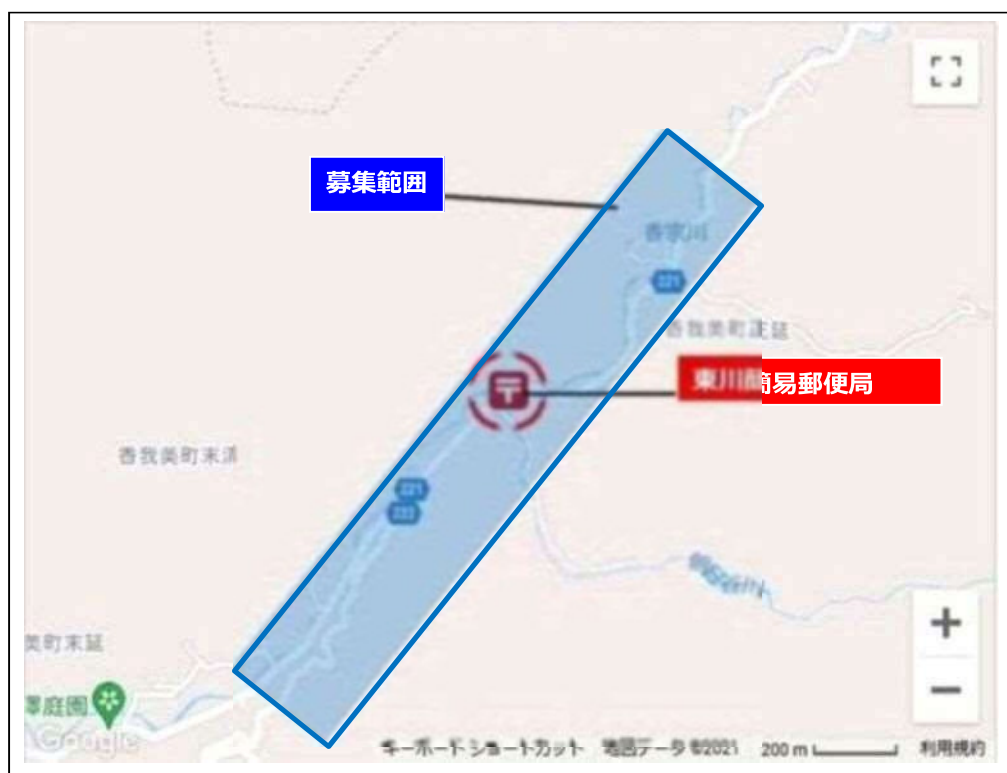 募集範囲
香宗川
221
香我美町正延
東川簡易郵便局
香我美町末清
221
222
美町末延
澤庭園
Google
キーボード ショートカット 地図データ ©2021 200 m 利用規約